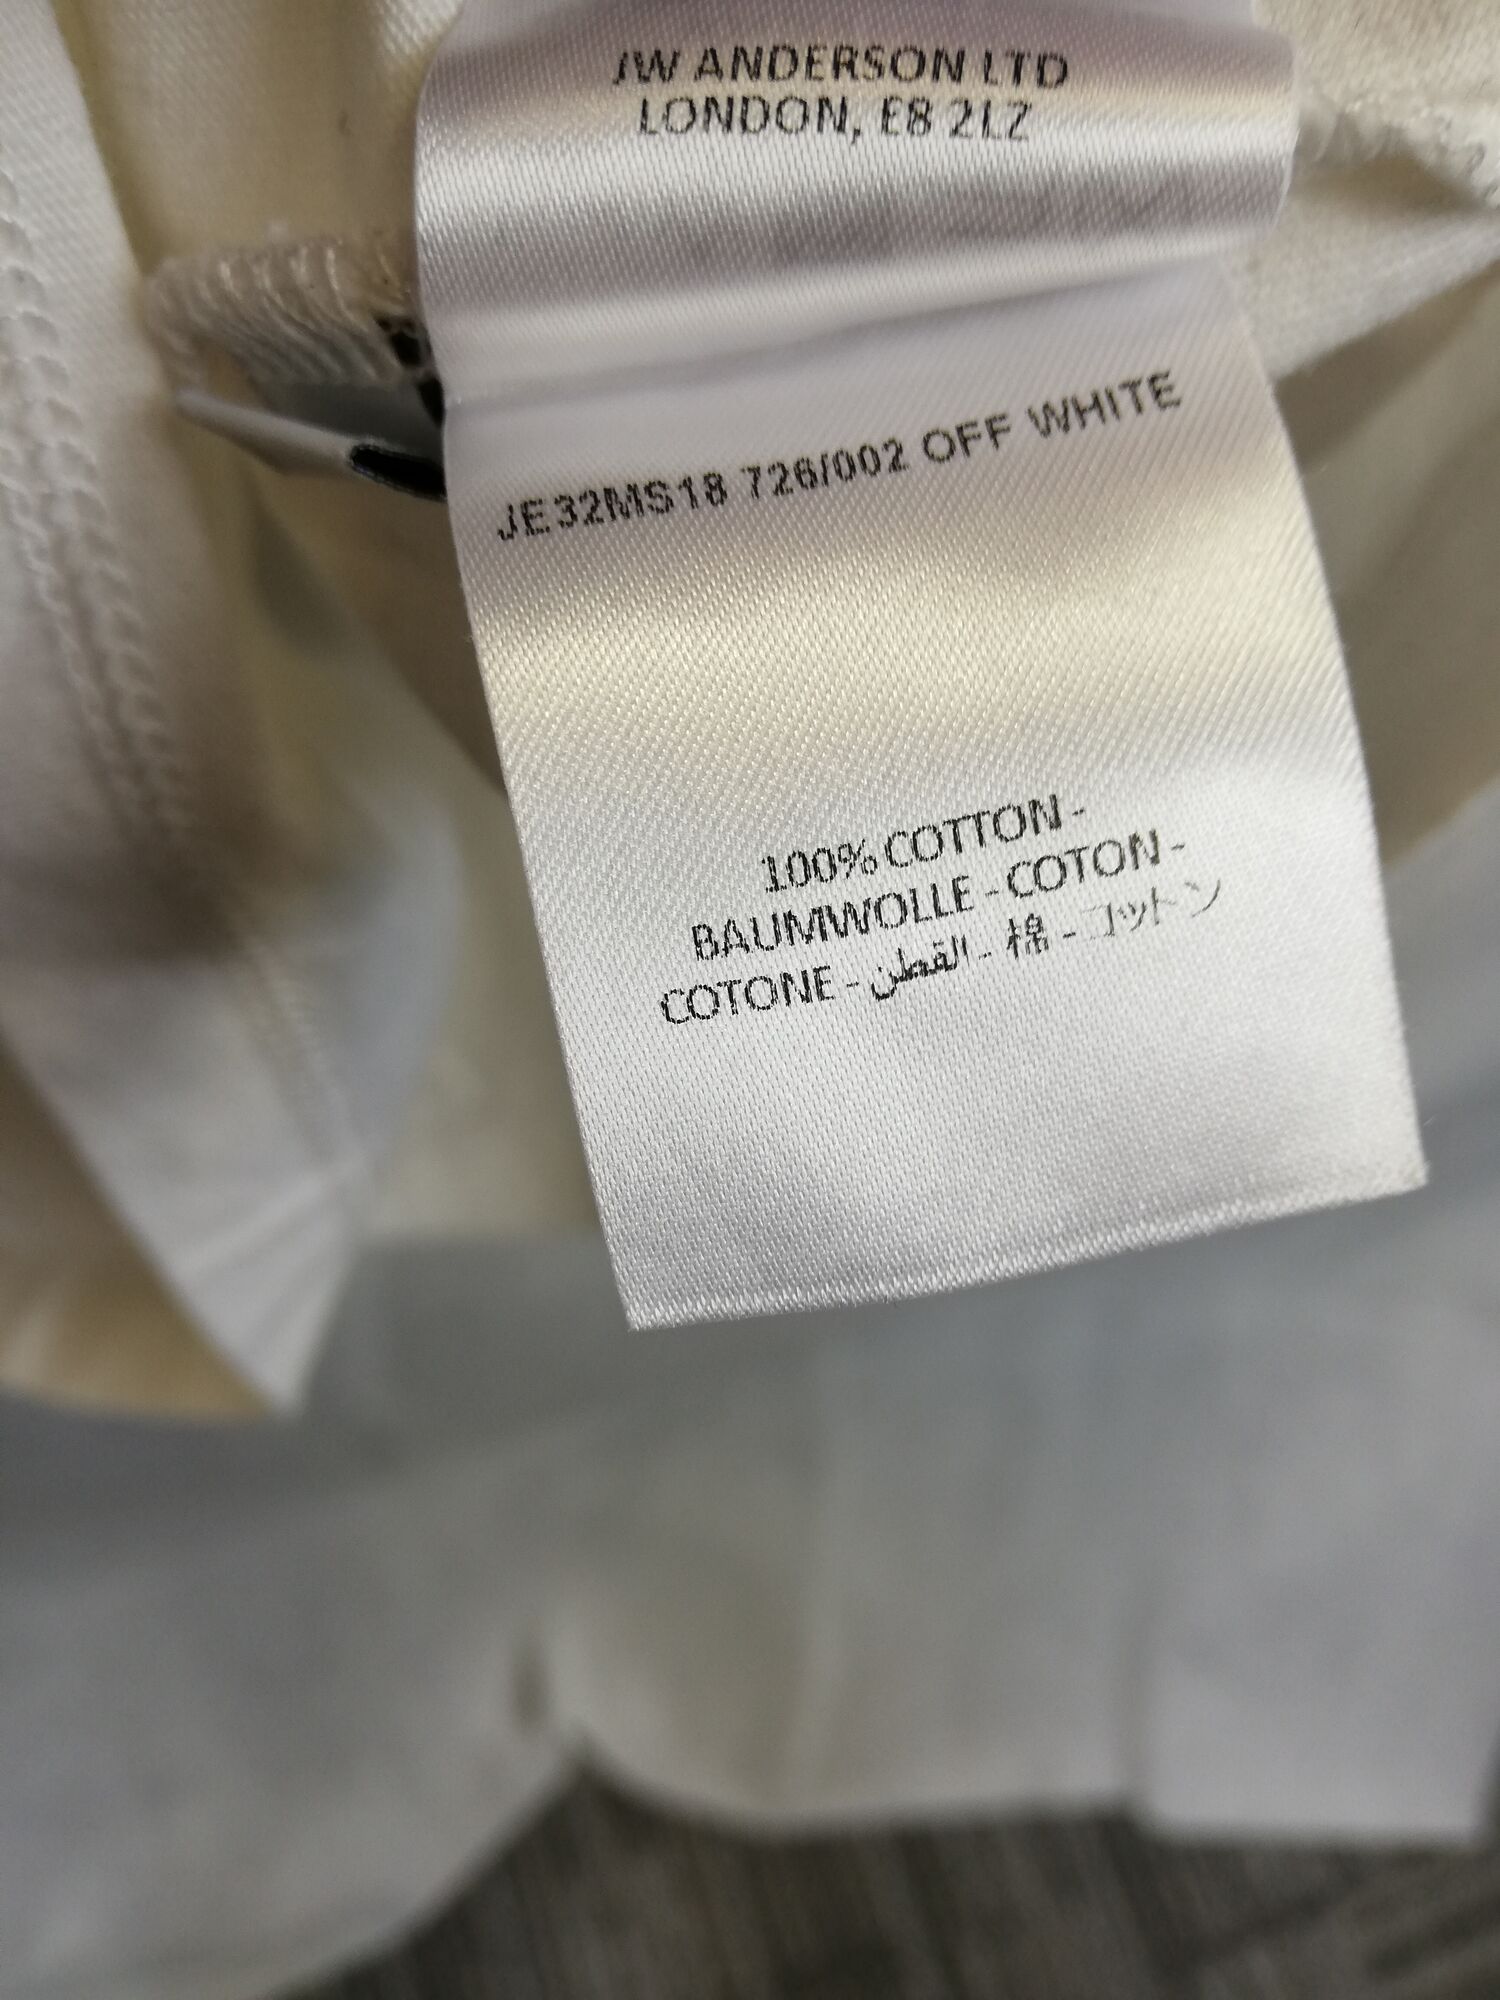 JW ANDERSON LTD
LONDON, E8 2LZ
JE32MS18 726/002 OFF WHITE
100% COTTON -
BAUMWOLLE - COTON -
COTONE - القطن - 棉 - コットン